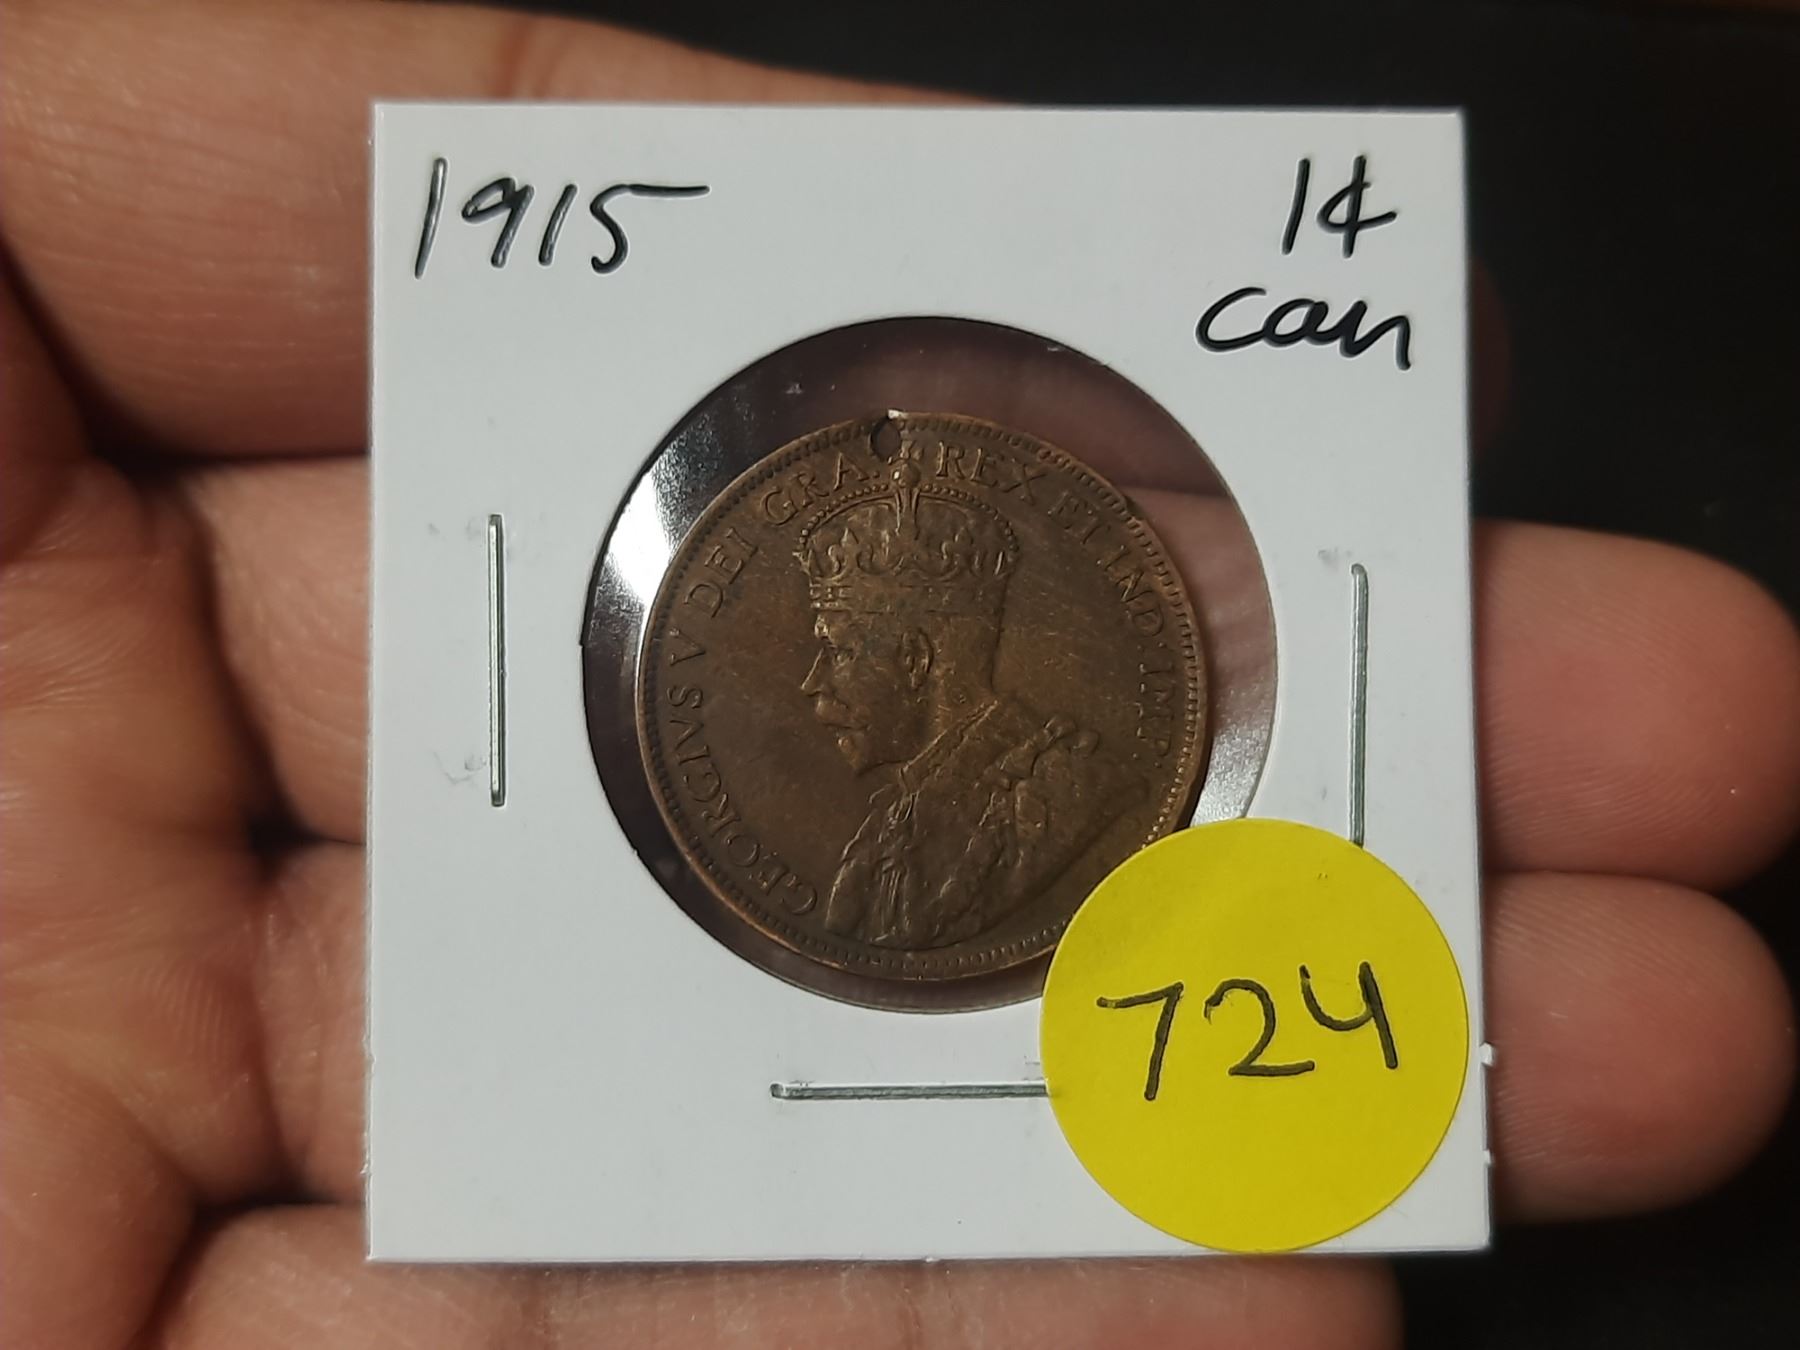 1915
1¢
can
GEORGIVS V DEI GRA: REX ET IND: IMP:
724